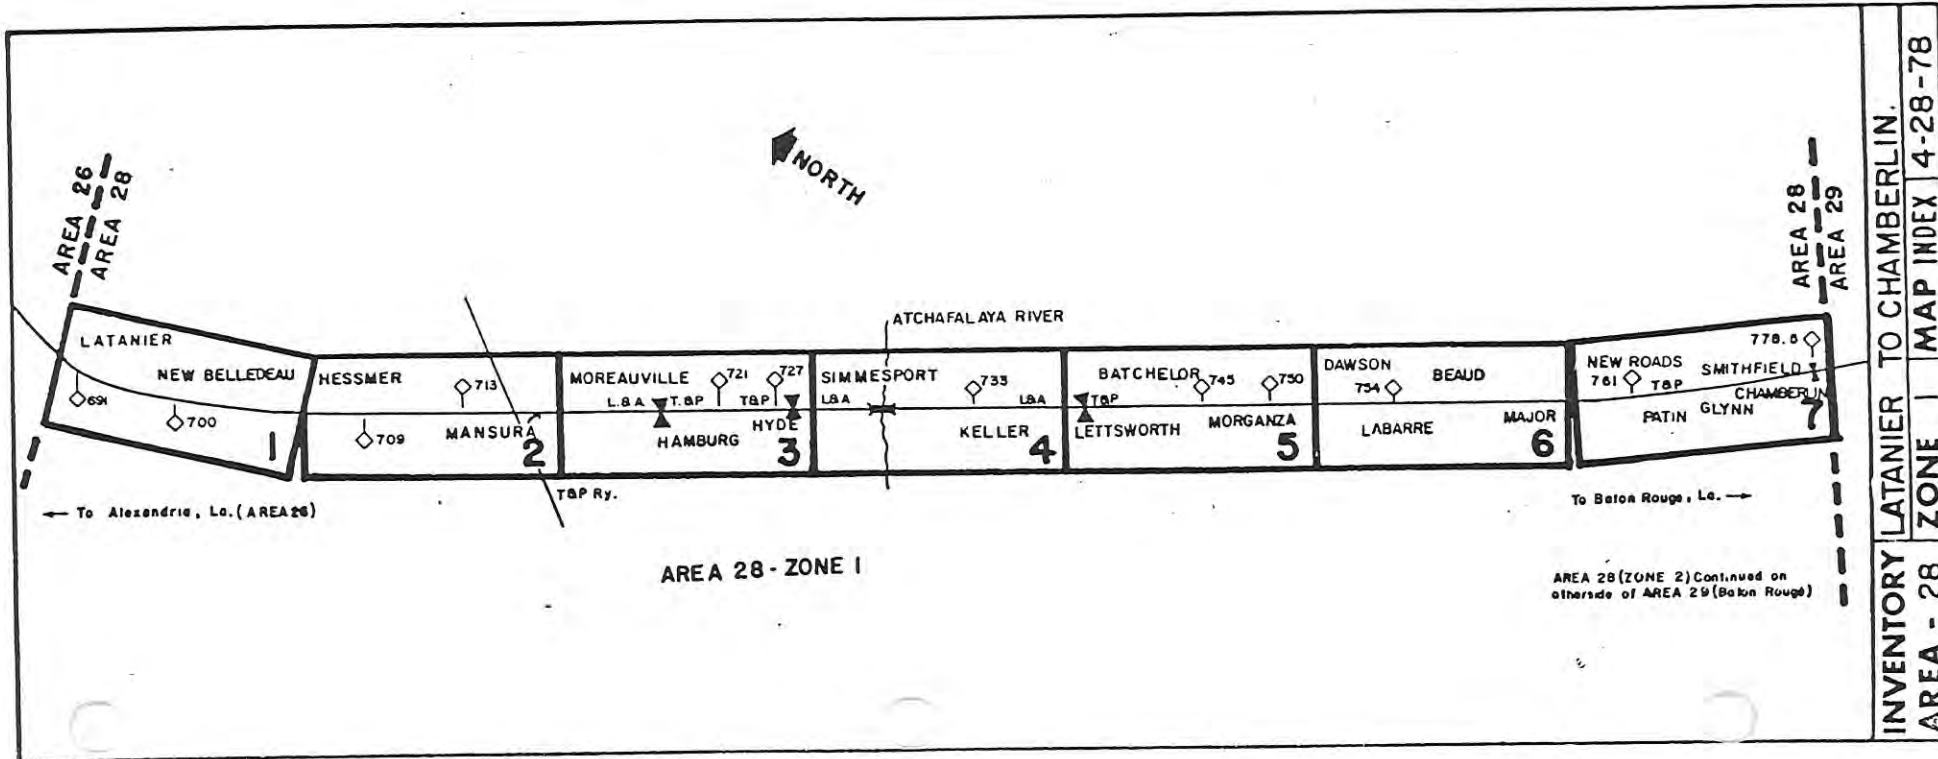 NORTH
AREA 26
AREA 28
AREA 28
AREA 29
ATCHAFALAYA RIVER
LATANIER
NEW BELLEDEAU
691
700
1
HESSMER
713
709
MANSURA
2
MOREAUVILLE
721
727
L.&A
T.&P
T&P
HYDE
HAMBURG
3
SIMMESPORT
735
L&A
L&A
KELLER
4
BATCHELOR
745
750
T&P
LETTSWORTH
MORGANZA
5
DAWSON
754
BEAUD
LABARRE
MAJOR
6
NEW ROADS
761
T&P
778.8
SMITHFIELD
CHAMBERLIN
PATIN
GLYNN
7
T&P Ry.
← To Alexandria, La. (AREA 26)
To Baton Rouge, La. →
AREA 28 - ZONE I
AREA 28 (ZONE 2) Continued on
otherside of AREA 29 (Baton Rouge)
INVENTORY
LATANIER TO CHAMBERLIN.
AREA - 28
ZONE I
MAP INDEX
4-28-78